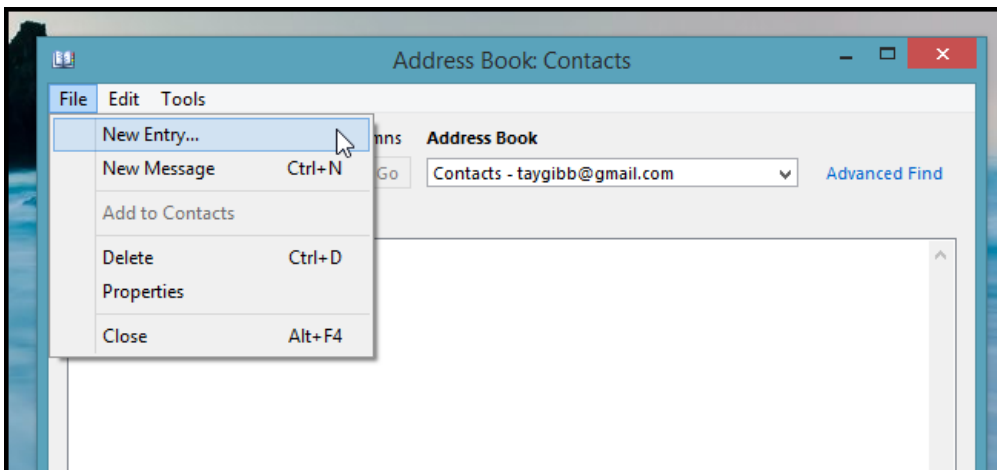 Address Book: Contacts
File Edit Tools
New Entry...
New Message Ctrl+N
Add to Contacts
Delete Ctrl+D
Properties
Close Alt+F4
Address Book
Go Contacts - taygibb@gmail.com Advanced Find